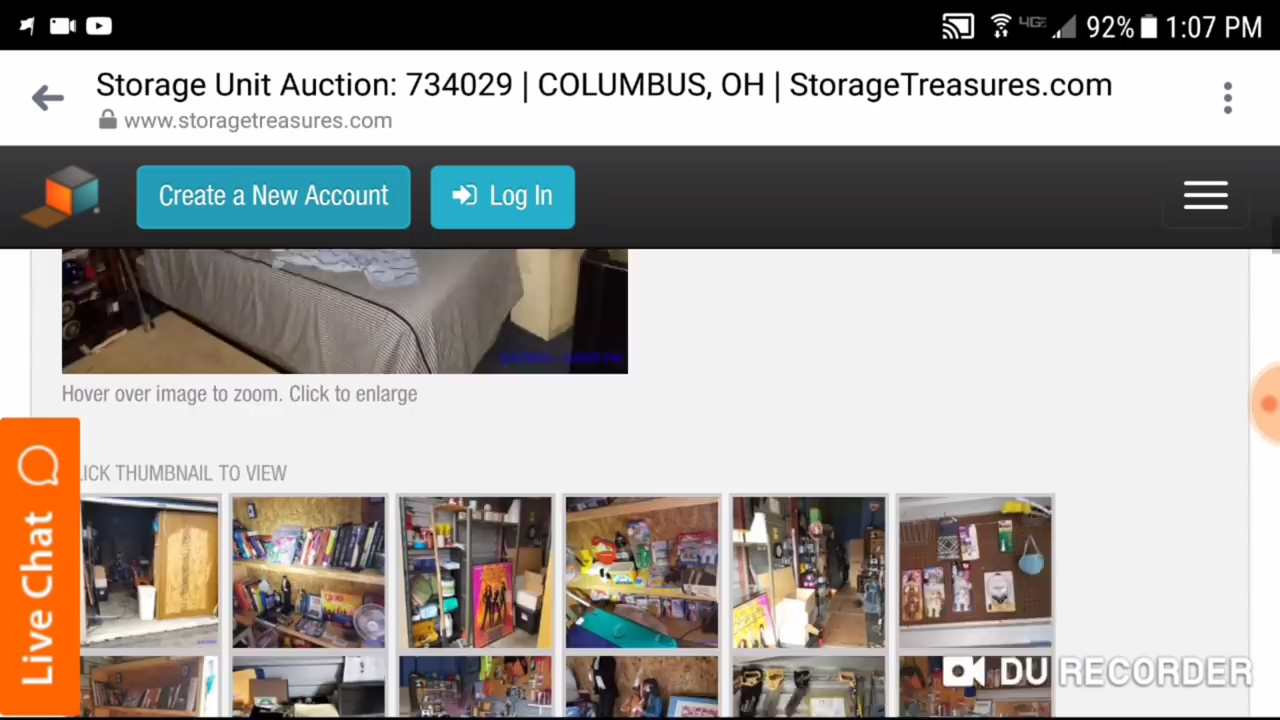 4G 92% 1:07 PM
Storage Unit Auction: 734029 | COLUMBUS, OH | StorageTreasures.com
www.storagetreasures.com
Create a New Account
Log In
Hover over image to zoom. Click to enlarge
LICK THUMBNAIL TO VIEW
Live Chat
DU RECORDER